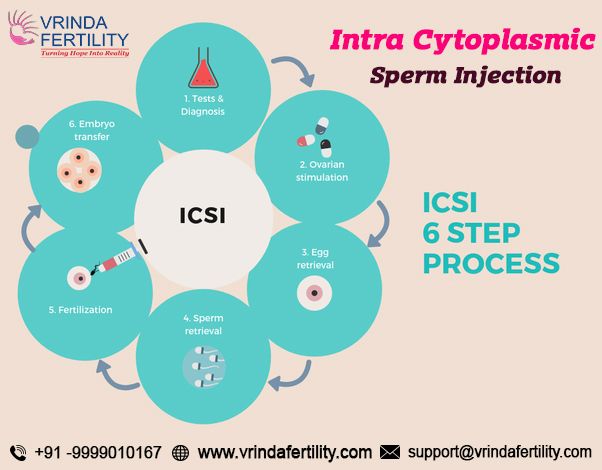 VRINDA
FERTILITY
Turning Hope Into Reality
Intra Cytoplasmic
Sperm Injection
1. Tests &
Diagnosis
2. Ovarian
stimulation
3. Egg
retrieval
4. Sperm
retrieval
5. Fertilization
6. Embryo
transfer
ICSI
ICSI
6 STEP
PROCESS
+91 -9999010167 www.vrindafertility.com support@vrindafertility.com